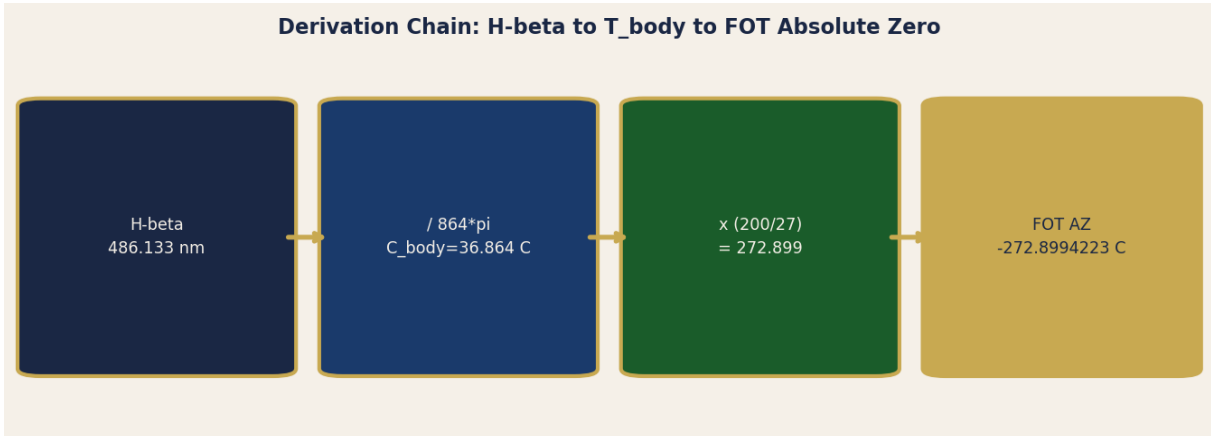 Derivation Chain: H-beta to T_body to FOT Absolute Zero
H-beta
486.133 nm
/ 864*pi
C_body=36.864 C
x (200/27)
= 272.899
FOT AZ
-272.8994223 C